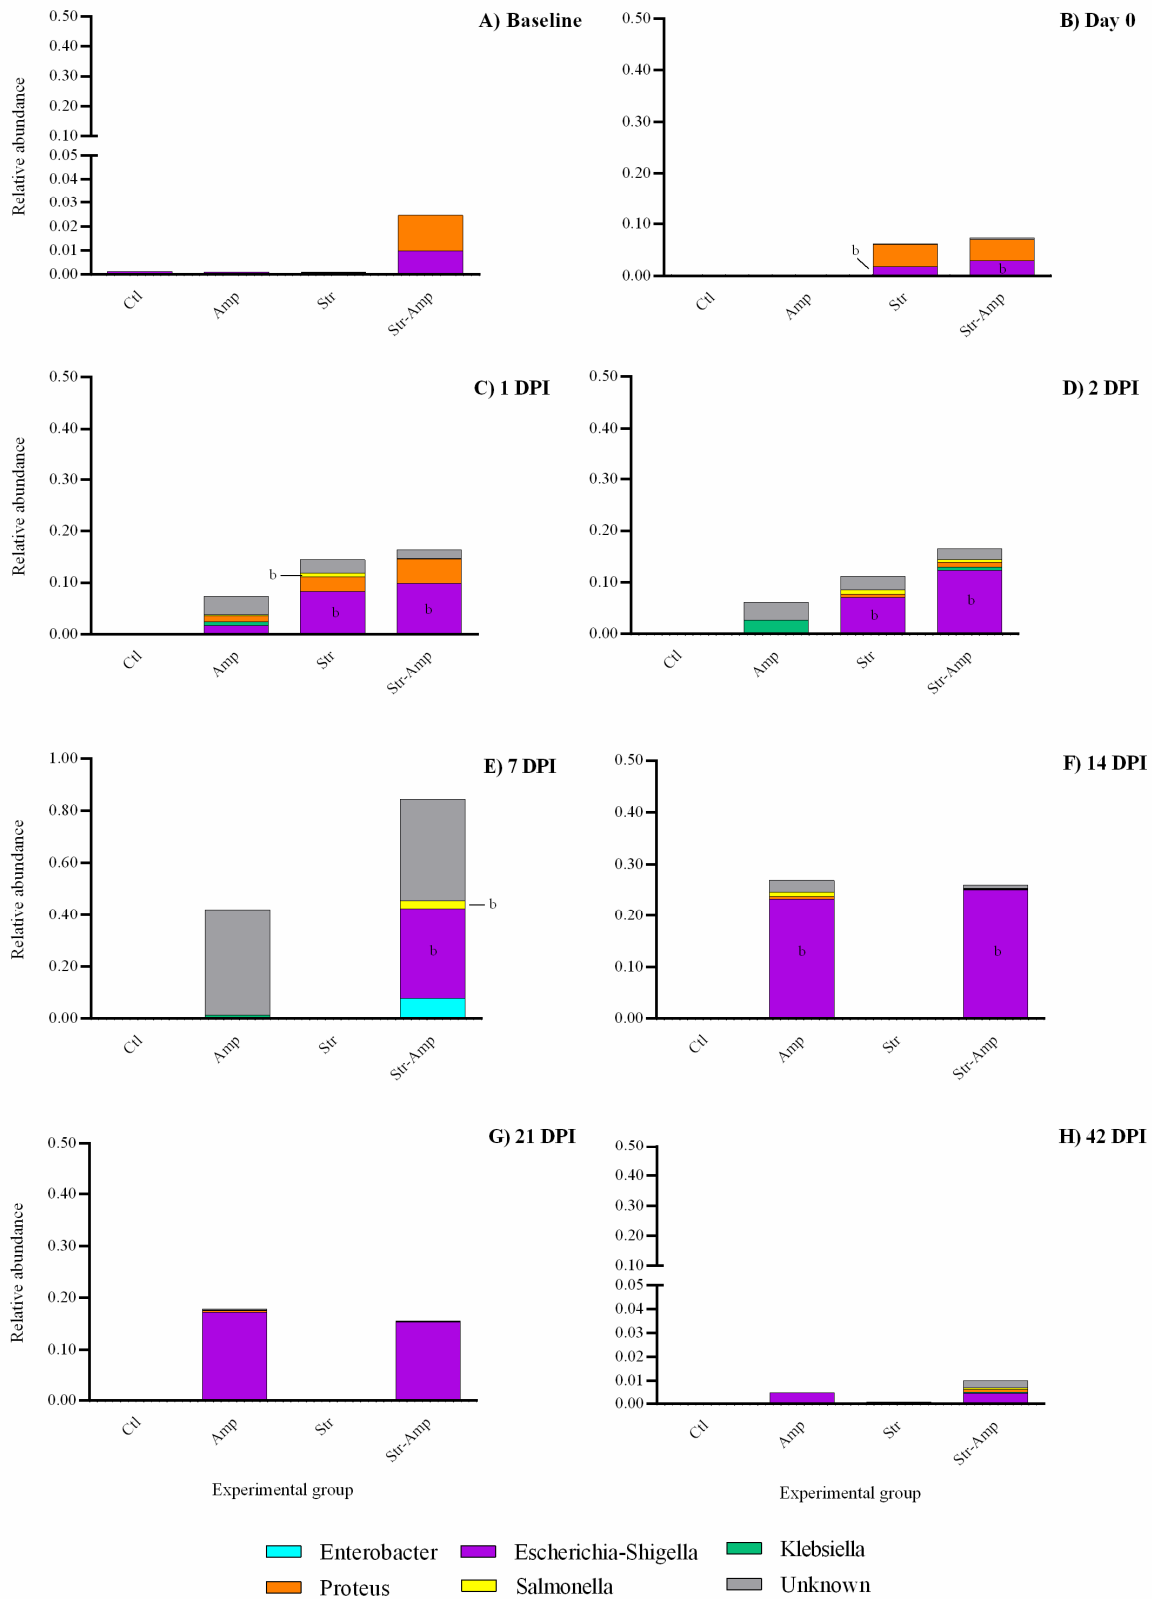 A) Baseline
Relative abundance
0.50
0.40
0.30
0.20
0.10
0.05
0.04
0.03
0.02
0.01
0.00
Ctl
Amp
Str
Str-Amp
B) Day 0
0.50
0.40
0.30
0.20
0.10
0.00
b
b
Ctl
Amp
Str
Str-Amp
C) 1 DPI
Relative abundance
0.50
0.40
0.30
0.20
0.10
0.00
b
b
b
Ctl
Amp
Str
Str-Amp
D) 2 DPI
0.50
0.40
0.30
0.20
0.10
0.00
b
b
Ctl
Amp
Str
Str-Amp
E) 7 DPI
Relative abundance
1.00
0.80
0.60
0.40
0.20
0.00
b
b
Ctl
Amp
Str
Str-Amp
F) 14 DPI
0.50
0.40
0.30
0.20
0.10
0.00
b
b
Ctl
Amp
Str
Str-Amp
G) 21 DPI
Relative abundance
0.50
0.40
0.30
0.20
0.10
0.00
Ctl
Amp
Str
Str-Amp
Experimental group
H) 42 DPI
0.50
0.40
0.30
0.20
0.10
0.05
0.04
0.03
0.02
0.01
0.00
Ctl
Amp
Str
Str-Amp
Experimental group
Enterobacter
Escherichia-Shigella
Klebsiella
Proteus
Salmonella
Unknown